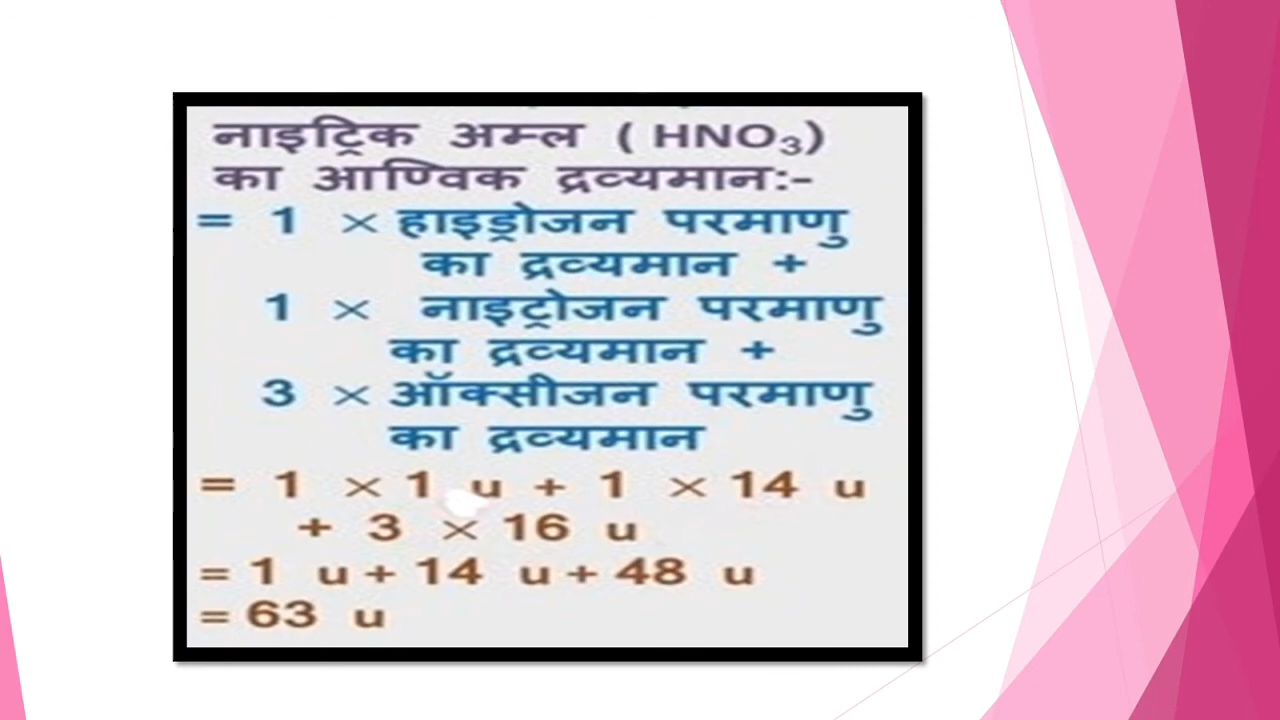 नाइट्रिक अम्ल ( HNO₃)
का आण्विक द्रव्यमान:-
= 1 × हाइड्रोजन परमाणु
का द्रव्यमान +
1 × नाइट्रोजन परमाणु
का द्रव्यमान +
3 × ऑक्सीजन परमाणु
का द्रव्यमान
= 1 × 1 u + 1 × 14 u
+ 3 × 16 u
= 1 u + 14 u + 48 u
= 63 u